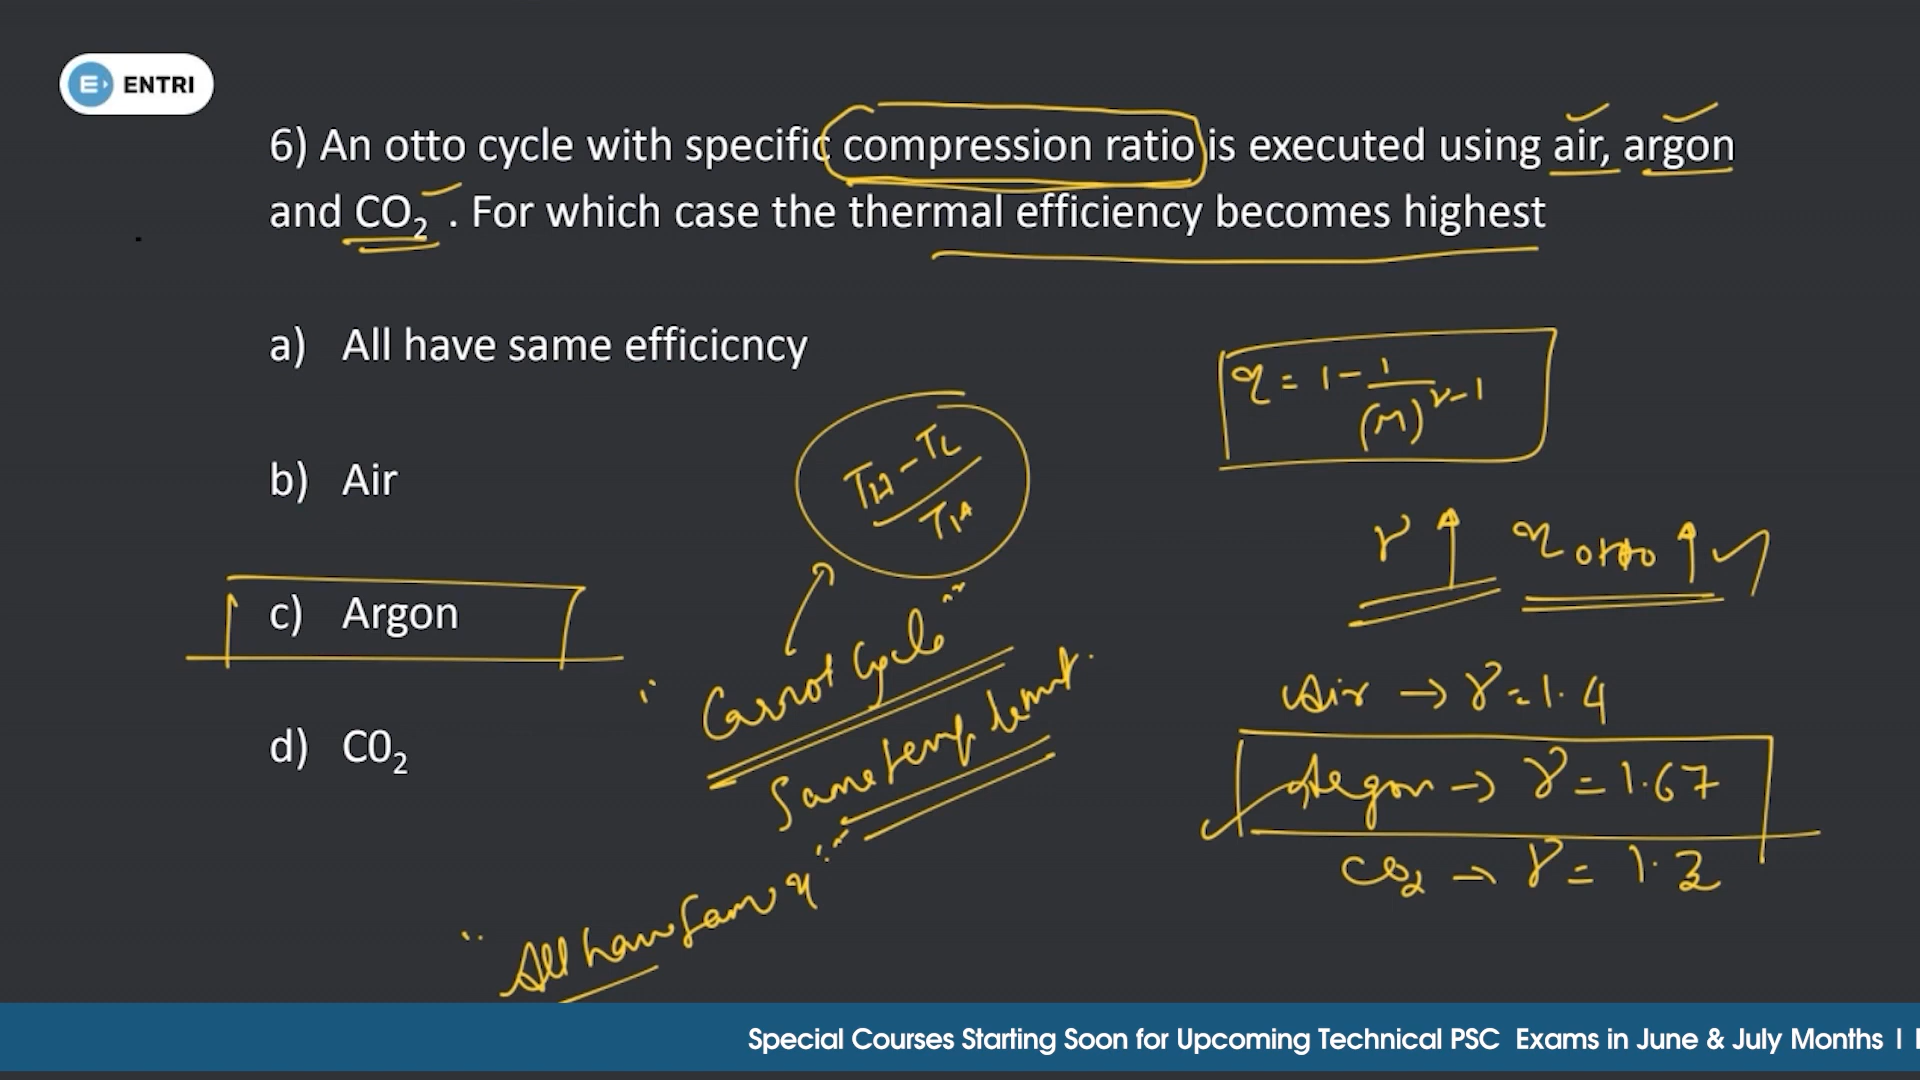 ENTRI
6) An otto cycle with specific compression ratio is executed using air, argon
and CO₂ . For which case the thermal efficiency becomes highest
a) All have same efficicncy
η = 1 - 1/(r)^γ-1
b) Air
TH - TL / TH
γ ↑ η otto ↑
c) Argon
"Carnot Cycle"
Same temp limit.
Air → γ = 1.4
Argon → γ = 1.67
d) C0₂
CO₂ → γ = 1.3
"All have same η"
Special Courses Starting Soon for Upcoming Technical PSC Exams in June & July Months |